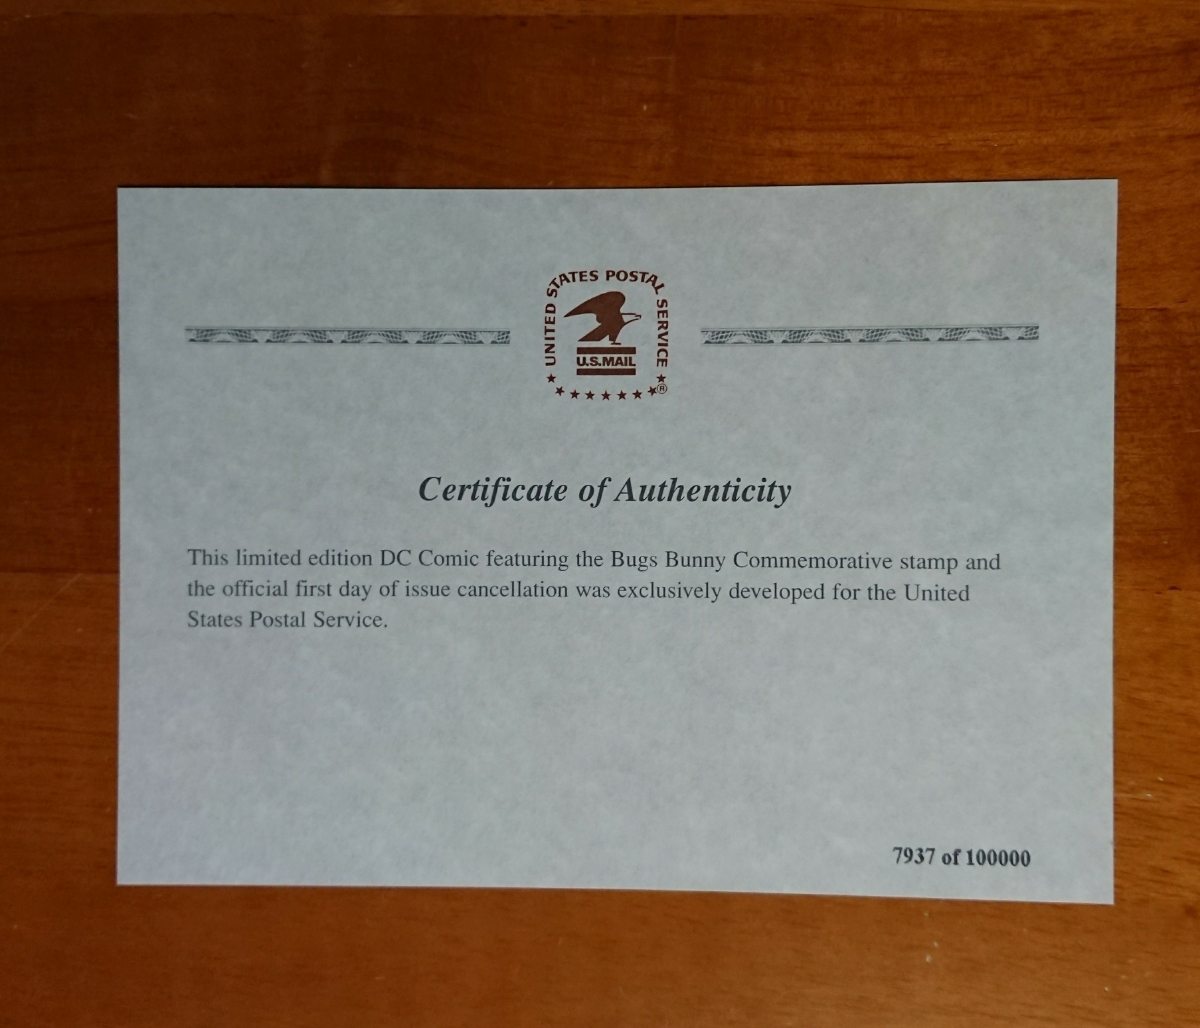 UNITED STATES POSTAL SERVICE
U.S.MAIL
®
Certificate of Authenticity
This limited edition DC Comic featuring the Bugs Bunny Commemorative stamp and
the official first day of issue cancellation was exclusively developed for the United
States Postal Service.
7937 of 100000